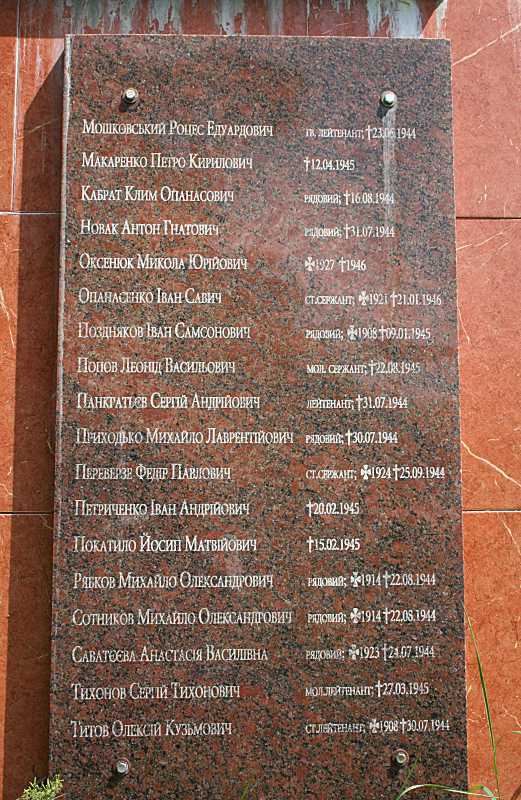 Мошковський Роцес Едуардович гв. лейтенант; †23.06.1944
Макаренко Петро Кирилович †12.04.1945
Кабрат Клим Опанасович рядовий; †16.08.1944
Новак Антон Гнатович рядовий; †31.07.1944
Оксенюк Микола Юрійович ✠1927 †1946
Опанасенко Іван Савич ст.сержант; ✠1921 †21.01.1946
Поздняков Іван Самсонович рядовий; ✠1908 †09.01.1945
Попов Леонід Васильович мол. сержант; †22.08.1945
Панкратьєв Сергій Андрійович лейтенант; †31.07.1944
Приходько Михайло Лаврентійович рядовий; †30.07.1944
Переверзе Федір Павлович ст.сержант; ✠1924 †25.09.1944
Петриченко Іван Андрійович †20.02.1945
Покатило Йосип Матвійович †15.02.1945
Рябков Михайло Олександрович рядовий; ✠1914 †22.08.1944
Сотников Михайло Олександрович рядовий; ✠1914 †22.08.1944
Саватєєва Анастасія Василівна рядовий; ✠1923 †24.07.1944
Тихонов Сергій Тихонович мол.лейтенант; †27.03.1945
Титов Олексій Кузьмович ст.лейтенант; ✠1908 †30.07.1944